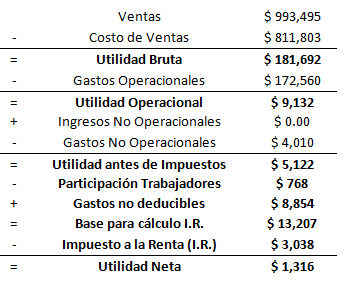 Ventas $ 993,495
- Costo de Ventas $ 811,803
= Utilidad Bruta $ 181,692
- Gastos Operacionales $ 172,560
= Utilidad Operacional $ 9,132
+ Ingresos No Operacionales $ 0.00
- Gastos No Operacionales $ 4,010
= Utilidad antes de Impuestos $ 5,122
- Participación Trabajadores $ 768
+ Gastos no deducibles $ 8,854
= Base para cálculo I.R. $ 13,207
- Impuesto a la Renta (I.R.) $ 3,038
= Utilidad Neta $ 1,316